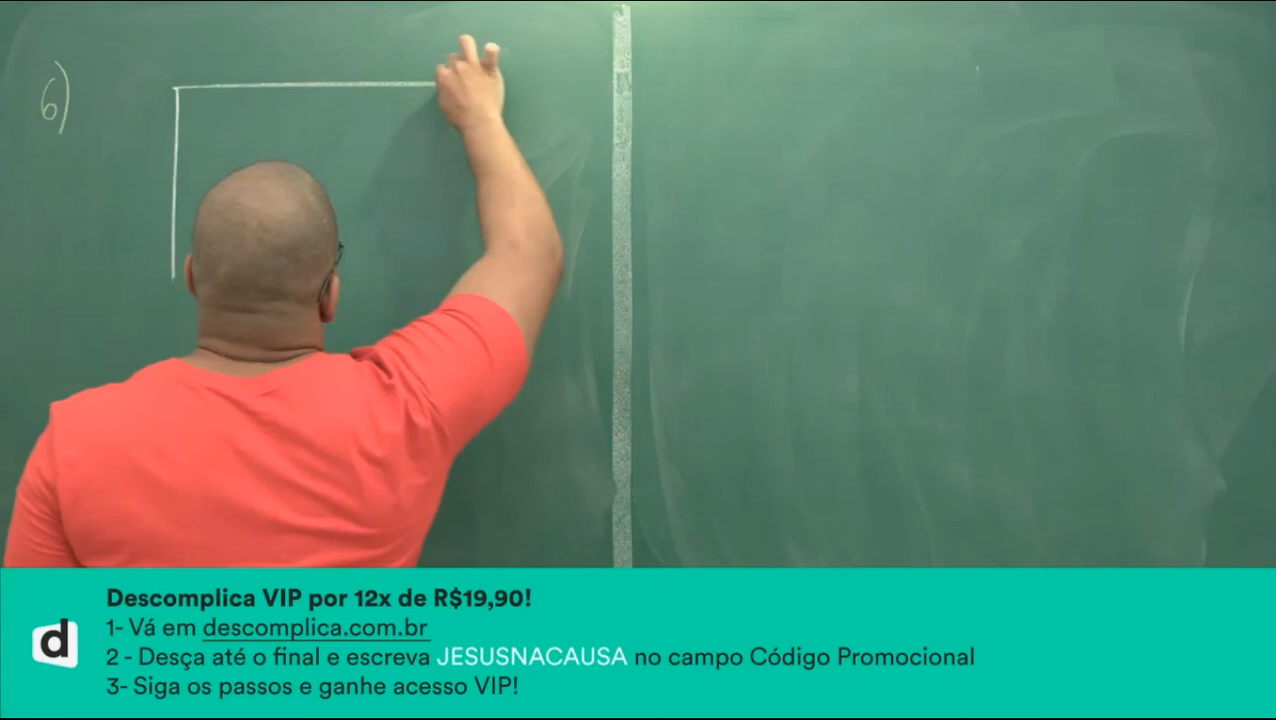 6)
Descomplica VIP por 12x de R$19,90!
1- Vá em descomplica.com.br
d
2 - Desça até o final e escreva JESUSNACAUSA no campo Código Promocional
3- Siga os passos e ganhe acesso VIP!